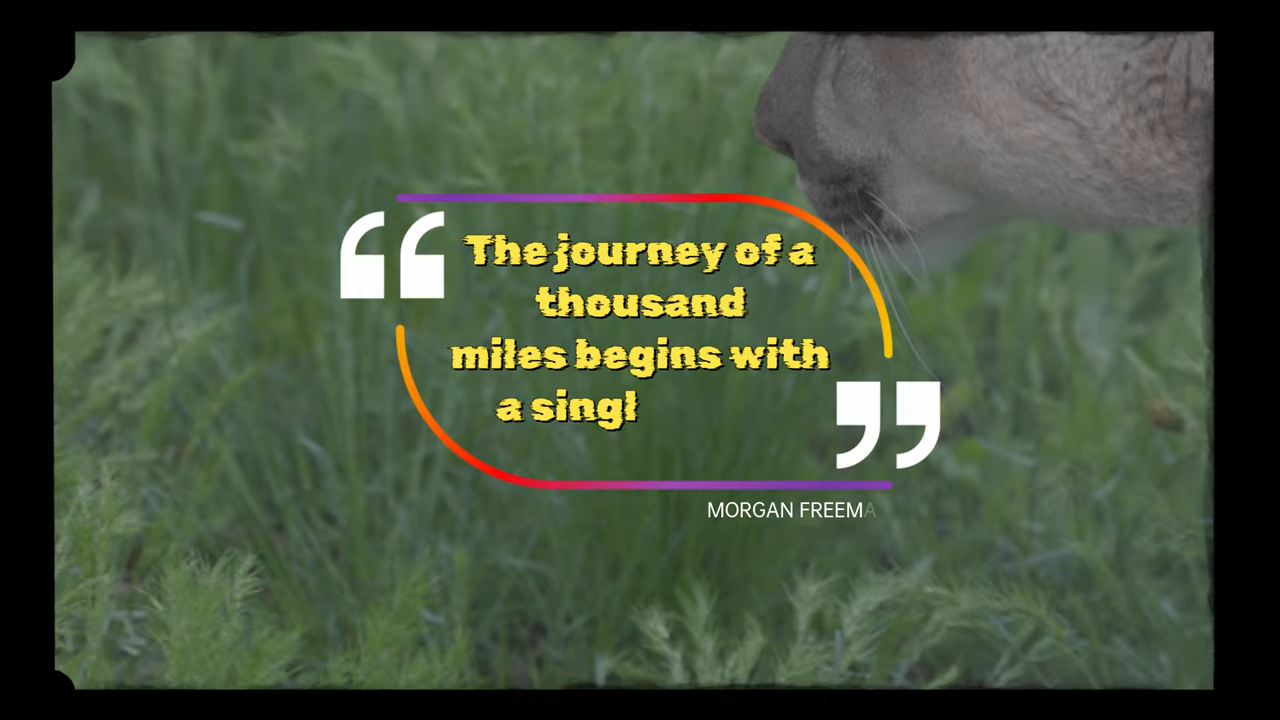 The journey of a
thousand
miles begins with
a singl
MORGAN FREEMA